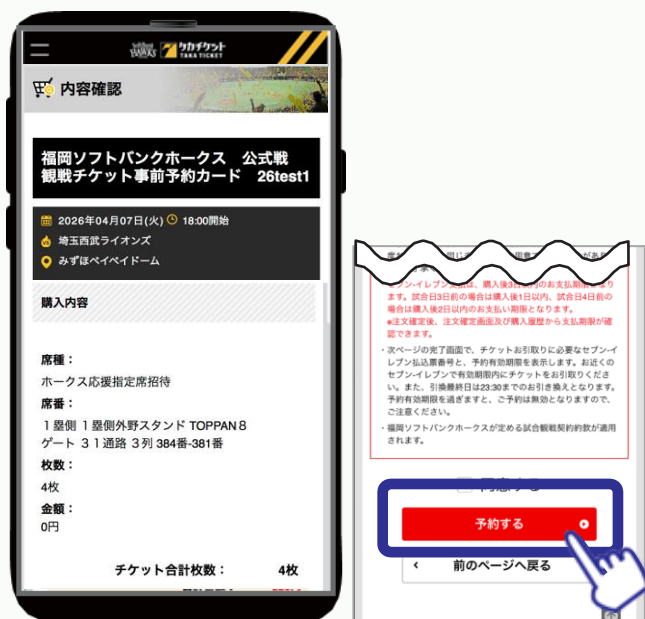 SoftBank HAWKS タカチケット
TAKA TICKET
内容確認
福岡ソフトバンクホークス 公式戦
観戦チケット事前予約カード 26test1
2026年04月07日(火) 18:00開始
VS 埼玉西武ライオンズ
みずほペイペイドーム
購入内容
席種：
ホークス応援指定席招待
席番：
１塁側 １塁側外野スタンド TOPPAN８
ゲート ３１通路 ３列 384番-381番
枚数：
4枚
金額：
0円
チケット合計枚数： 4枚
セブン-イレブン支払は、購入後3日以内のお支払期限となり
ます。試合日3日前の場合は購入後1日以内、試合日4日前の
場合は購入後2日以内のお支払い期限となります。
●注文確定後、注文確定画面及び購入履歴から支払期限が確
認できます。
・次ページの完了画面で、チケットお引取りに必要なセブン-イ
レブン払込票番号と、予約有効期限を表示します。お近くの
セブン-イレブンで有効期限内にチケットをお引取りくださ
い。また、引換最終日は23:30までのお引き換えとなります。
予約有効期限を過ぎますと、ご予約は無効となりますので、
ご注意ください。
・福岡ソフトバンクホークスが定める試合観戦契約約款が適用
されます。
同意する
予約する
前のページへ戻る